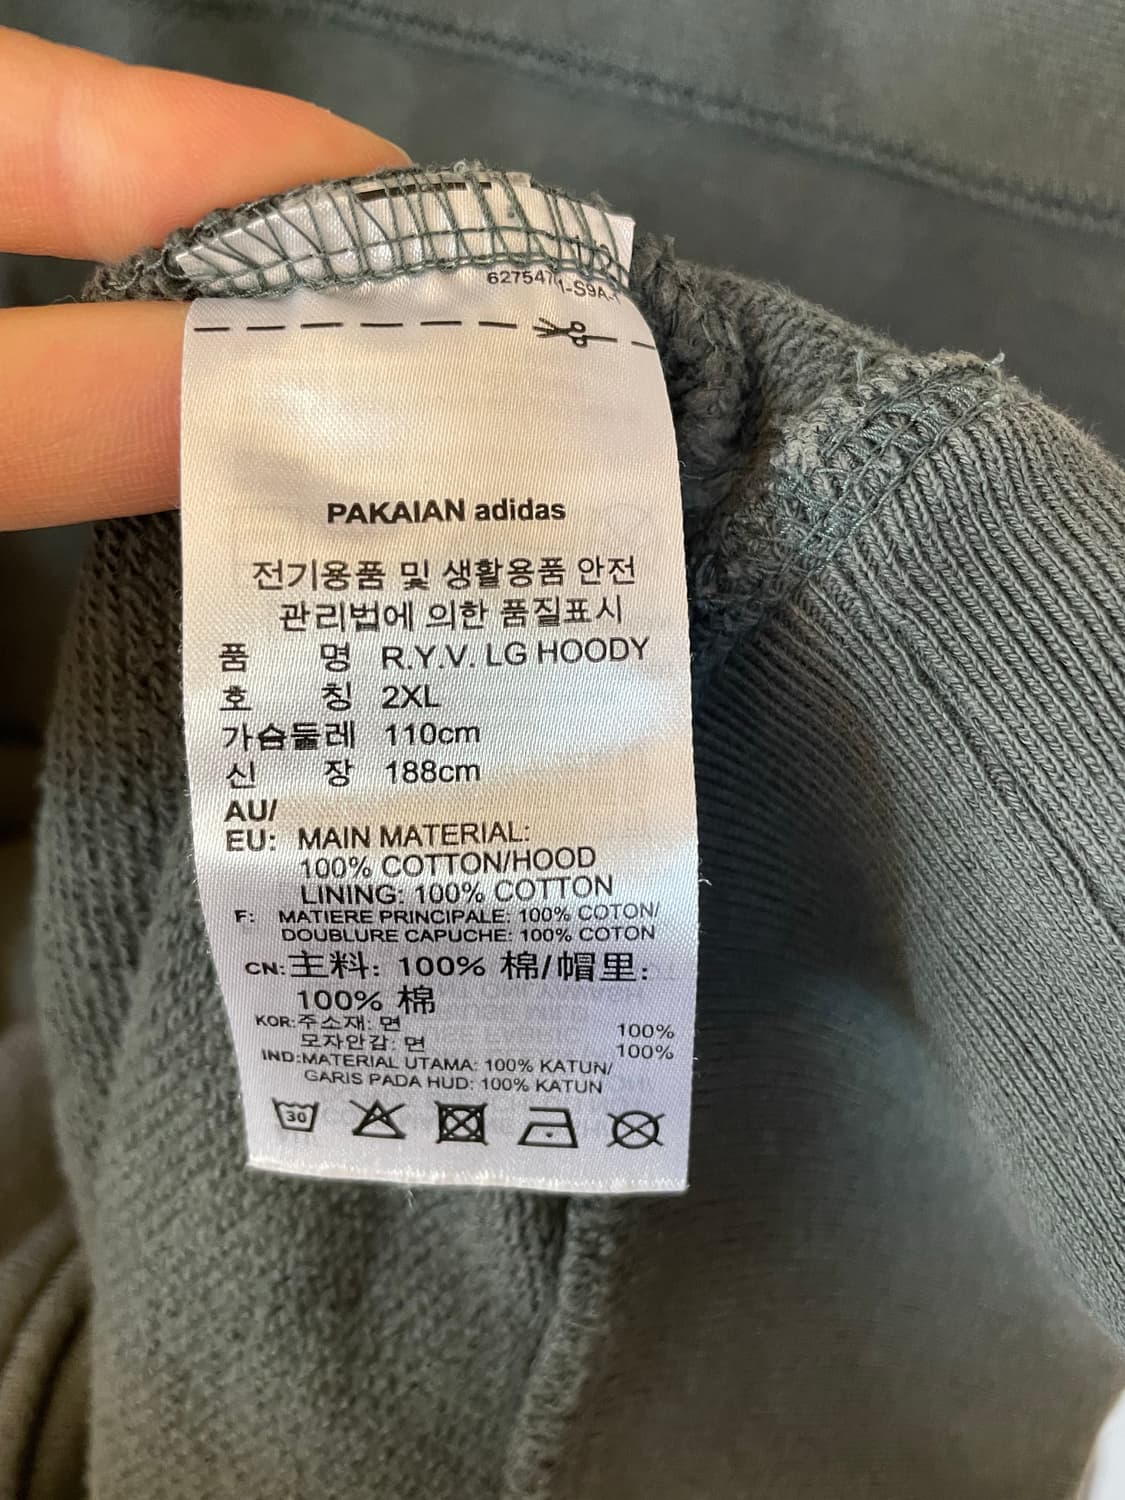 6275471-S9A-1
PAKAIAN adidas
전기용품 및 생활용품 안전
관리법에 의한 품질표시
품 명 R.Y.V. LG HOODY
호 칭 2XL
가슴둘레 110cm
신 장 188cm
AU/
EU: MAIN MATERIAL:
100% COTTON/HOOD
LINING: 100% COTTON
F: MATIERE PRINCIPALE: 100% COTON/
DOUBLURE CAPUCHE: 100% COTON
CN: 主料: 100% 棉/帽里:
100% 棉
KOR: 주소재: 면 100%
모자안감: 면 100%
IND: MATERIAL UTAMA: 100% KATUN/
GARIS PADA HUD: 100% KATUN
30